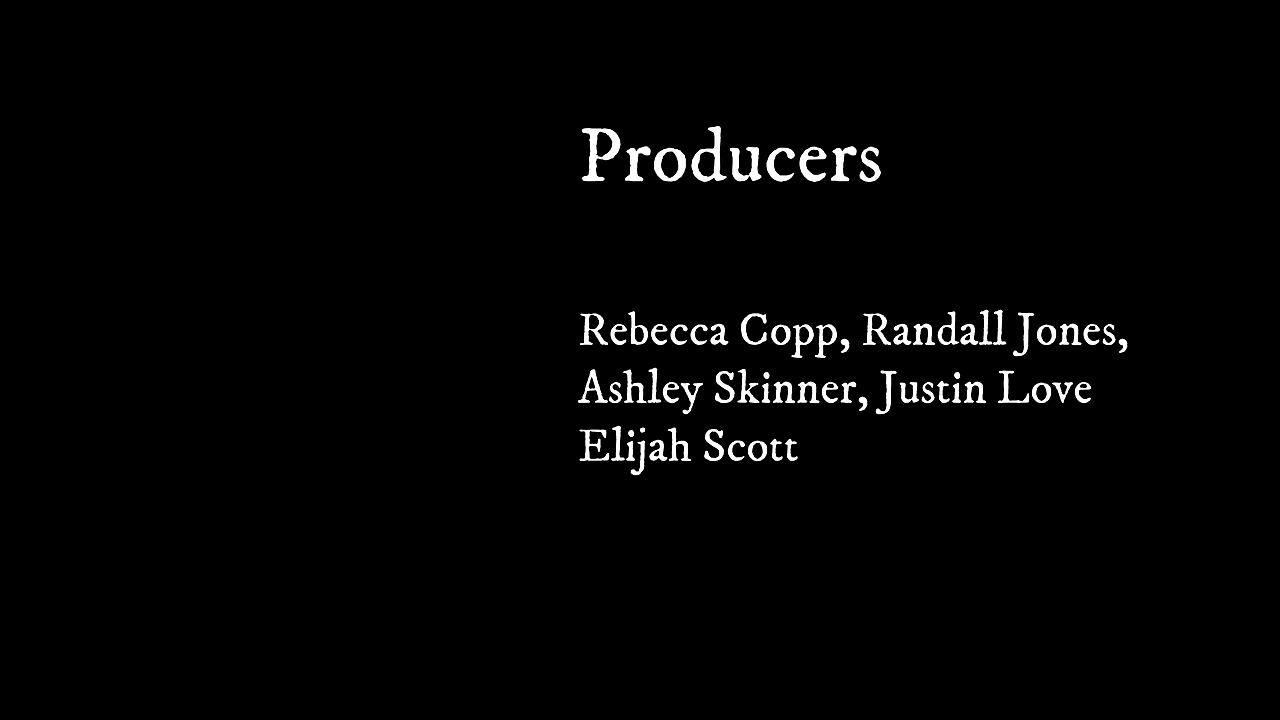 Producers
Rebecca Copp, Randall Jones,
Ashley Skinner, Justin Love
Elijah Scott